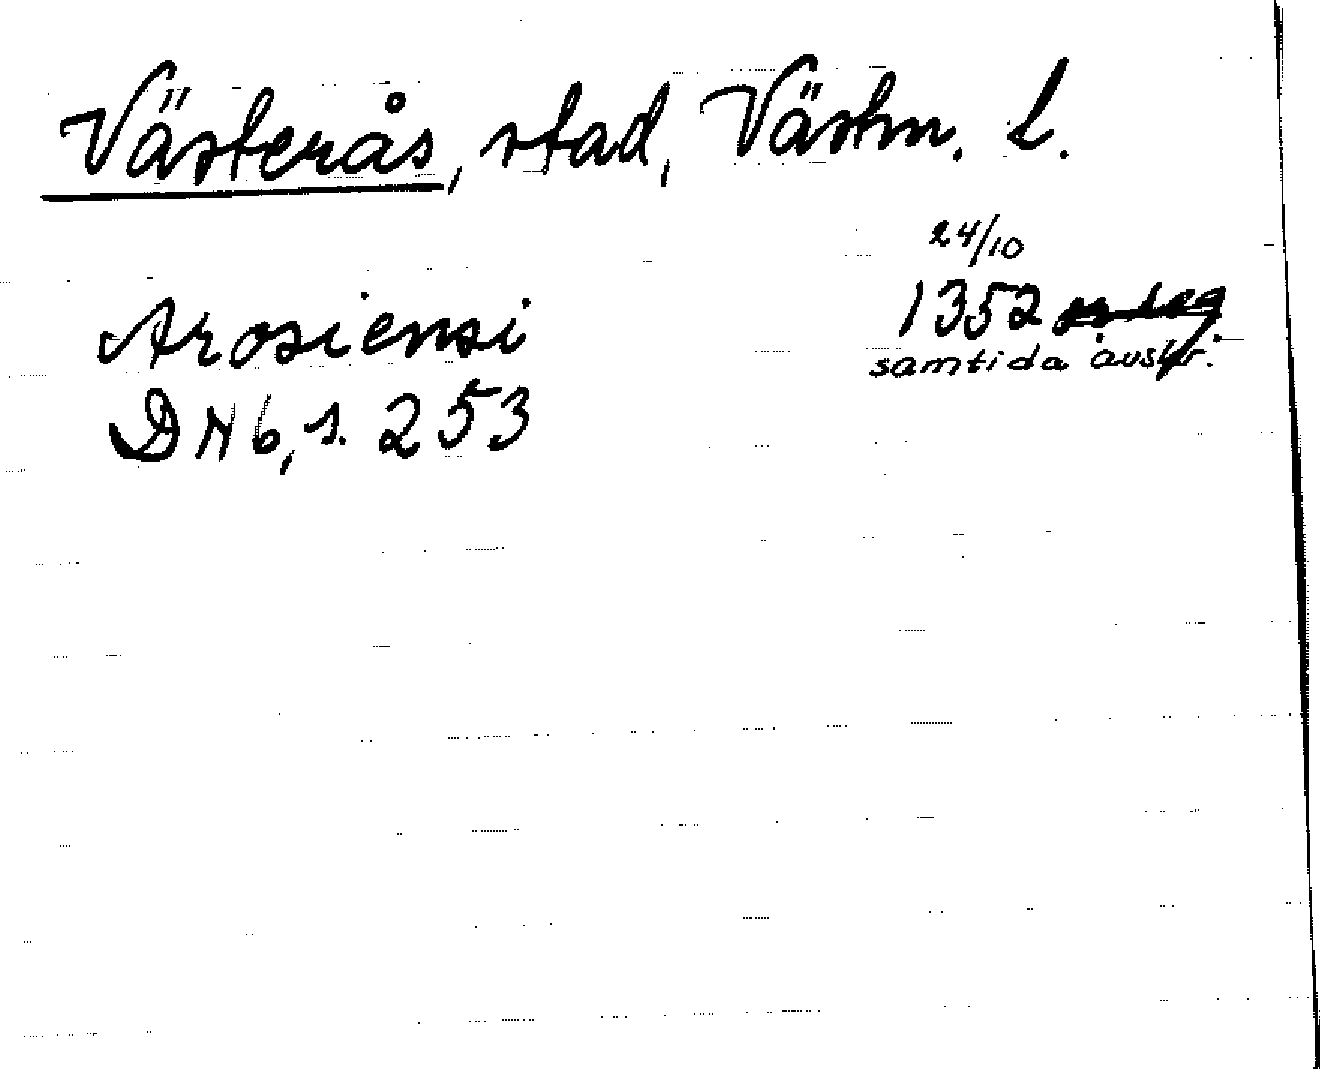 Västerås, stad, Västm. L.
24/10
Arosiensi 1352
samtida avskr.
DN 6, s. 253